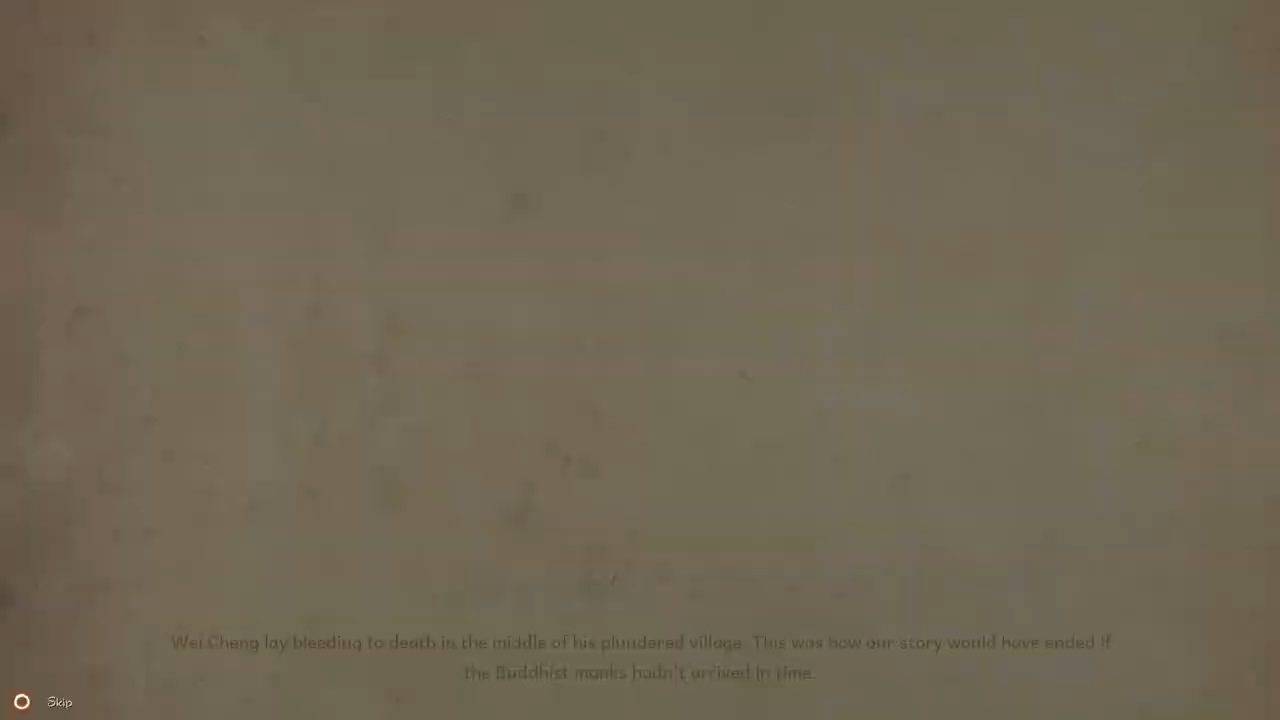 Wei Cheng lay bleeding to death in the middle of his plundered village. This was how our story would have ended if
the Buddhist monks hadn't arrived in time.
Skip